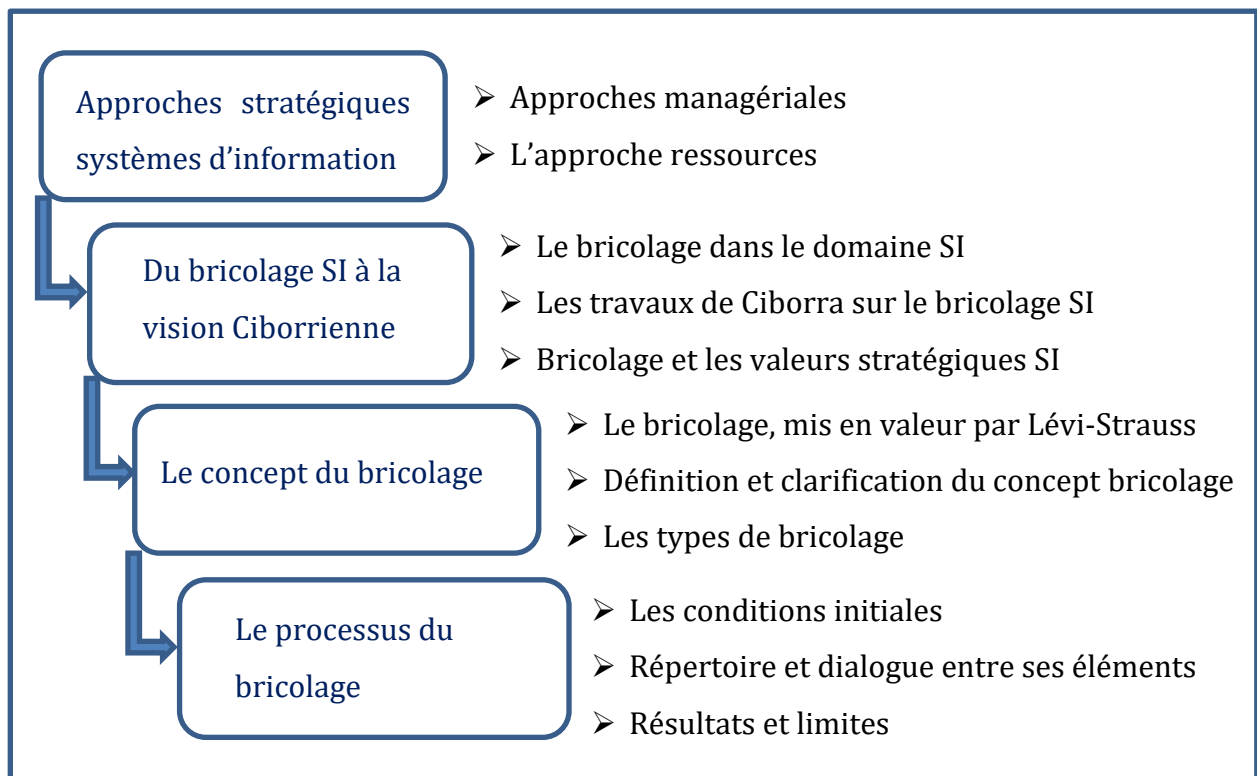 Approches stratégiques
systèmes d'information
➢ Approches managériales
➢ L'approche ressources
Du bricolage SI à la
vision Ciborrienne
➢ Le bricolage dans le domaine SI
➢ Les travaux de Ciborra sur le bricolage SI
➢ Bricolage et les valeurs stratégiques SI
Le concept du bricolage
➢ Le bricolage, mis en valeur par Lévi-Strauss
➢ Définition et clarification du concept bricolage
➢ Les types de bricolage
Le processus du
bricolage
➢ Les conditions initiales
➢ Répertoire et dialogue entre ses éléments
➢ Résultats et limites